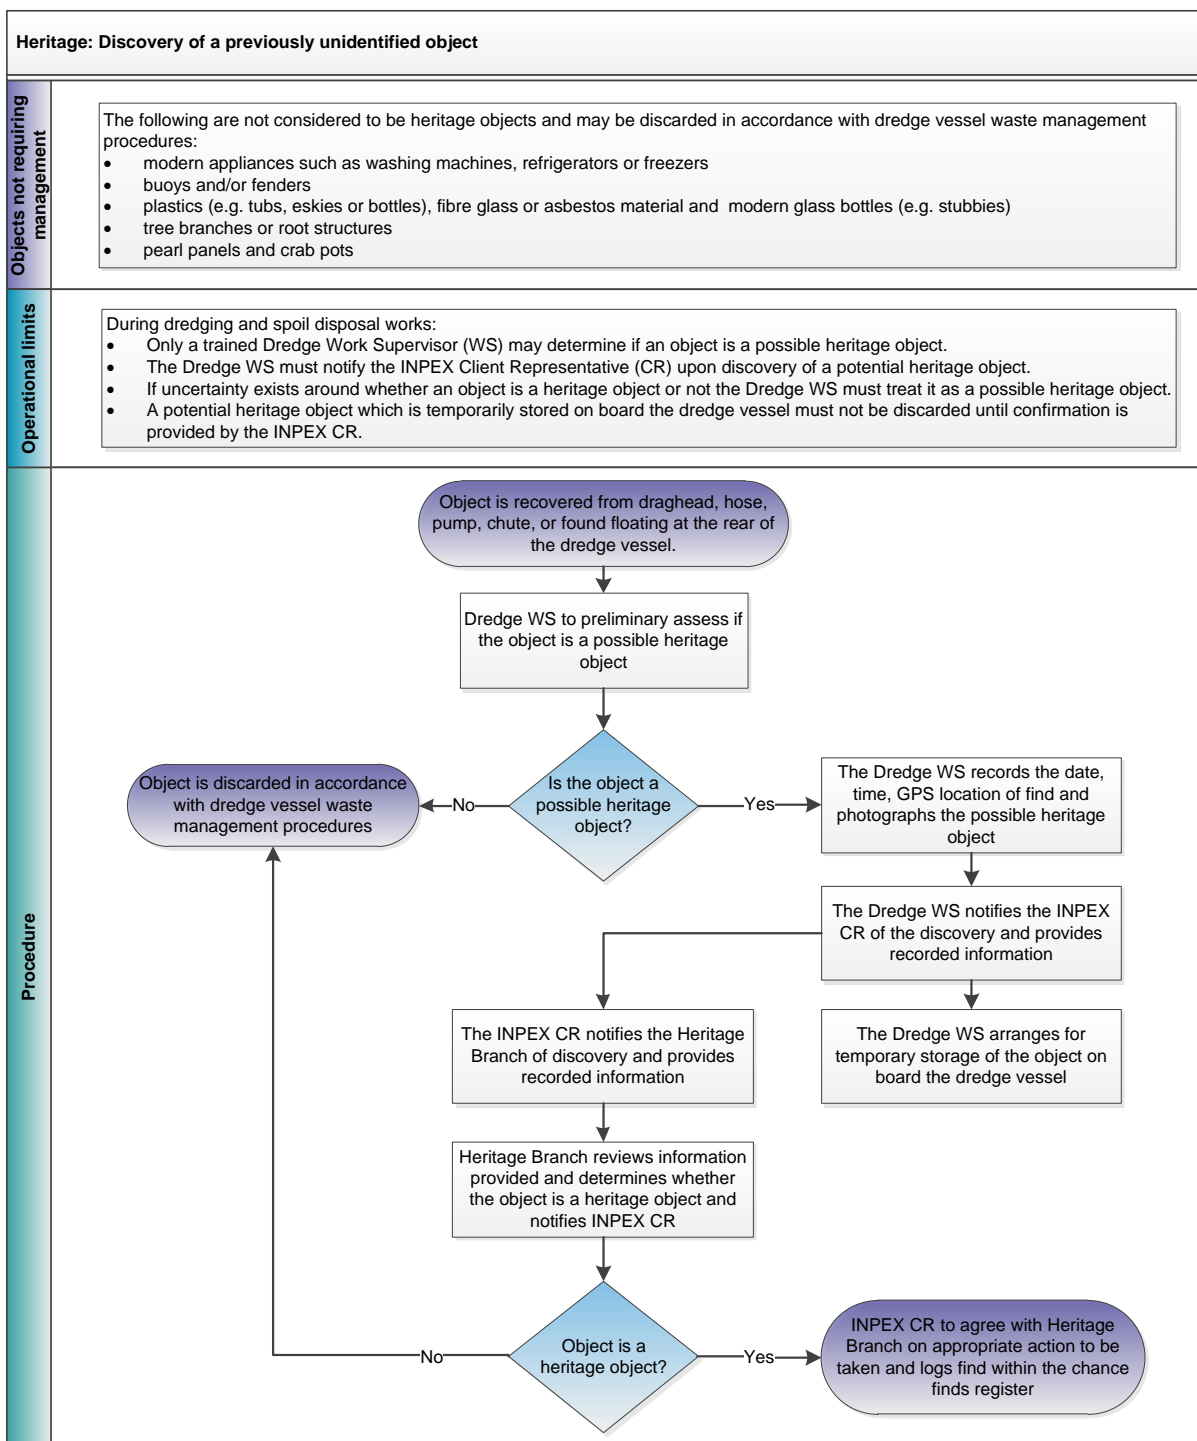 Heritage: Discovery of a previously unidentified object
Objects not requiring
management
The following are not considered to be heritage objects and may be discarded in accordance with dredge vessel waste management
procedures:
• modern appliances such as washing machines, refrigerators or freezers
• buoys and/or fenders
• plastics (e.g. tubs, eskies or bottles), fibre glass or asbestos material and modern glass bottles (e.g. stubbies)
• tree branches or root structures
• pearl panels and crab pots
Operational limits
During dredging and spoil disposal works:
• Only a trained Dredge Work Supervisor (WS) may determine if an object is a possible heritage object.
• The Dredge WS must notify the INPEX Client Representative (CR) upon discovery of a potential heritage object.
• If uncertainty exists around whether an object is a heritage object or not the Dredge WS must treat it as a possible heritage object.
• A potential heritage object which is temporarily stored on board the dredge vessel must not be discarded until confirmation is
provided by the INPEX CR.
Procedure
Object is recovered from draghead, hose,
pump, chute, or found floating at the rear of
the dredge vessel.
Dredge WS to preliminary assess if
the object is a possible heritage
object
Is the object a
possible heritage
object?
No
Object is discarded in accordance
with dredge vessel waste
management procedures
Yes
The Dredge WS records the date,
time, GPS location of find and
photographs the possible heritage
object
The Dredge WS notifies the INPEX
CR of the discovery and provides
recorded information
The Dredge WS arranges for
temporary storage of the object on
board the dredge vessel
The INPEX CR notifies the Heritage
Branch of discovery and provides
recorded information
Heritage Branch reviews information
provided and determines whether
the object is a heritage object and
notifies INPEX CR
Object is a
heritage object?
No
Yes
INPEX CR to agree with Heritage
Branch on appropriate action to be
taken and logs find within the chance
finds register